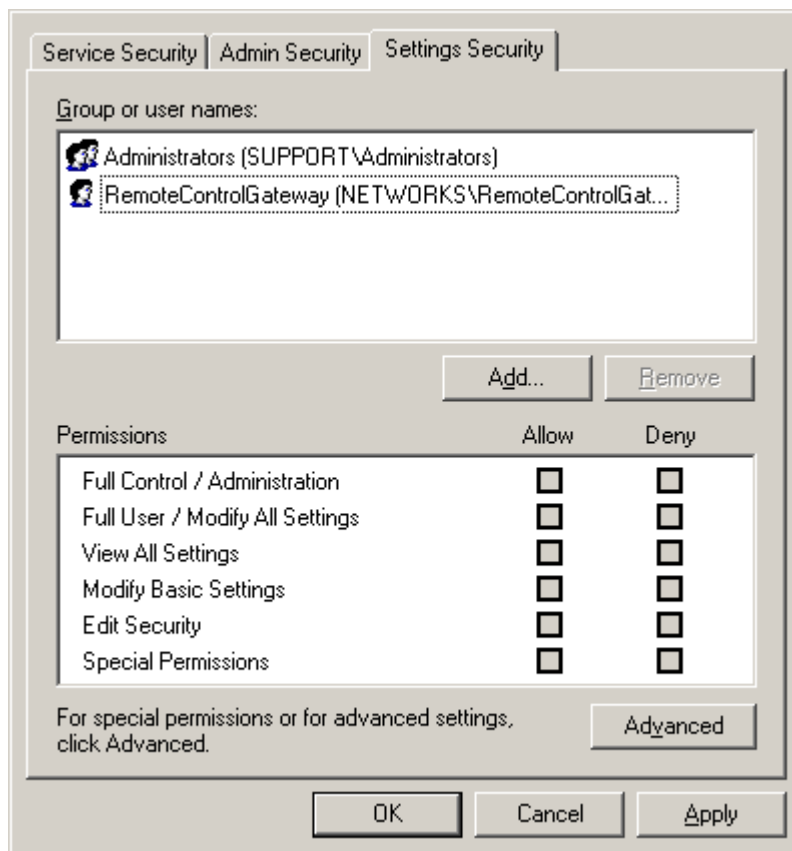 Service Security Admin Security Settings Security
Group or user names:
Administrators (SUPPORT\Administrators)
RemoteControlGateway (NETWORKS\RemoteControlGat...
Add... Remove
Permissions Allow Deny
Full Control / Administration
Full User / Modify All Settings
View All Settings
Modify Basic Settings
Edit Security
Special Permissions
For special permissions or for advanced settings,
click Advanced.
Advanced
OK Cancel Apply